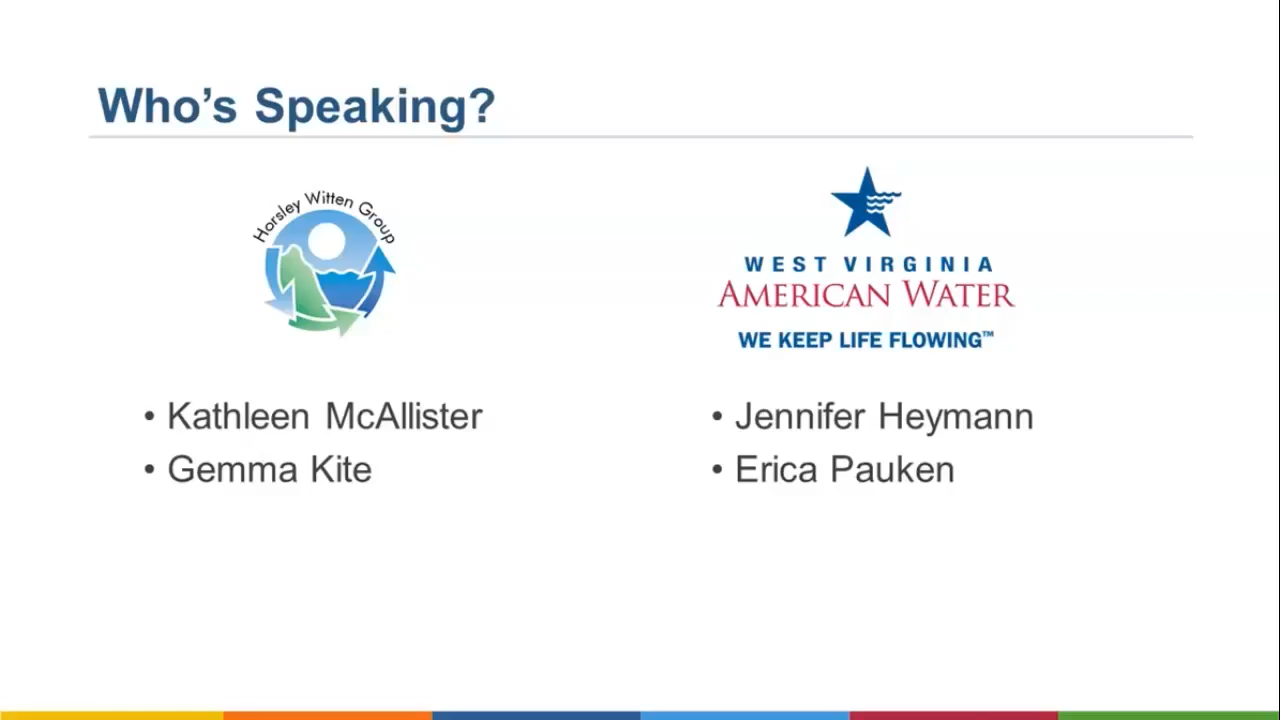 Who's Speaking?
Horsley Witten Group
WEST VIRGINIA
AMERICAN WATER
WE KEEP LIFE FLOWING™
• Kathleen McAllister
• Gemma Kite
• Jennifer Heymann
• Erica Pauken